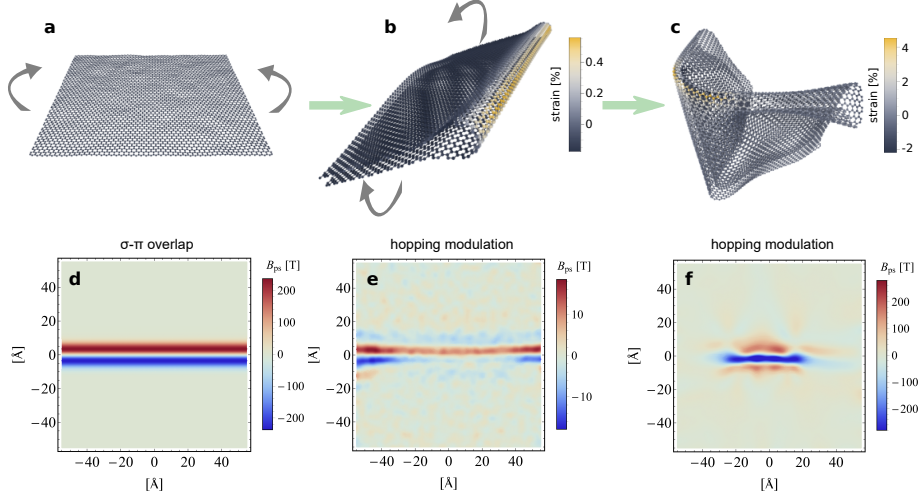 a
b
c
strain [%]
0.4
0.2
0
strain [%]
4
2
0
-2
σ-π overlap
hopping modulation
hopping modulation
d
e
f
B_ps [T]
200
100
0
−100
−200
B_ps [T]
10
0
−10
B_ps [T]
200
100
0
−100
−200
[Å]
40
20
0
−20
−40
[Å]
40
20
0
−20
−40
[Å]
40
20
0
−20
−40
−40 −20 0 20 40
−40 −20 0 20 40
−40 −20 0 20 40
[Å]
[Å]
[Å]